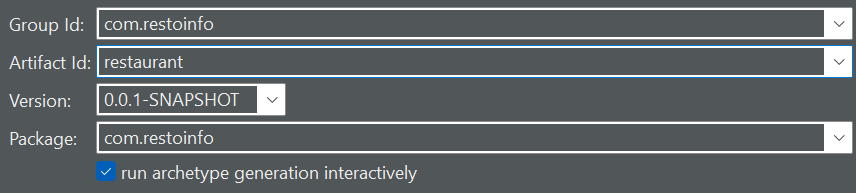 Group Id: com.restoinfo
Artifact Id: restaurant
Version: 0.0.1-SNAPSHOT
Package: com.restoinfo
run archetype generation interactively